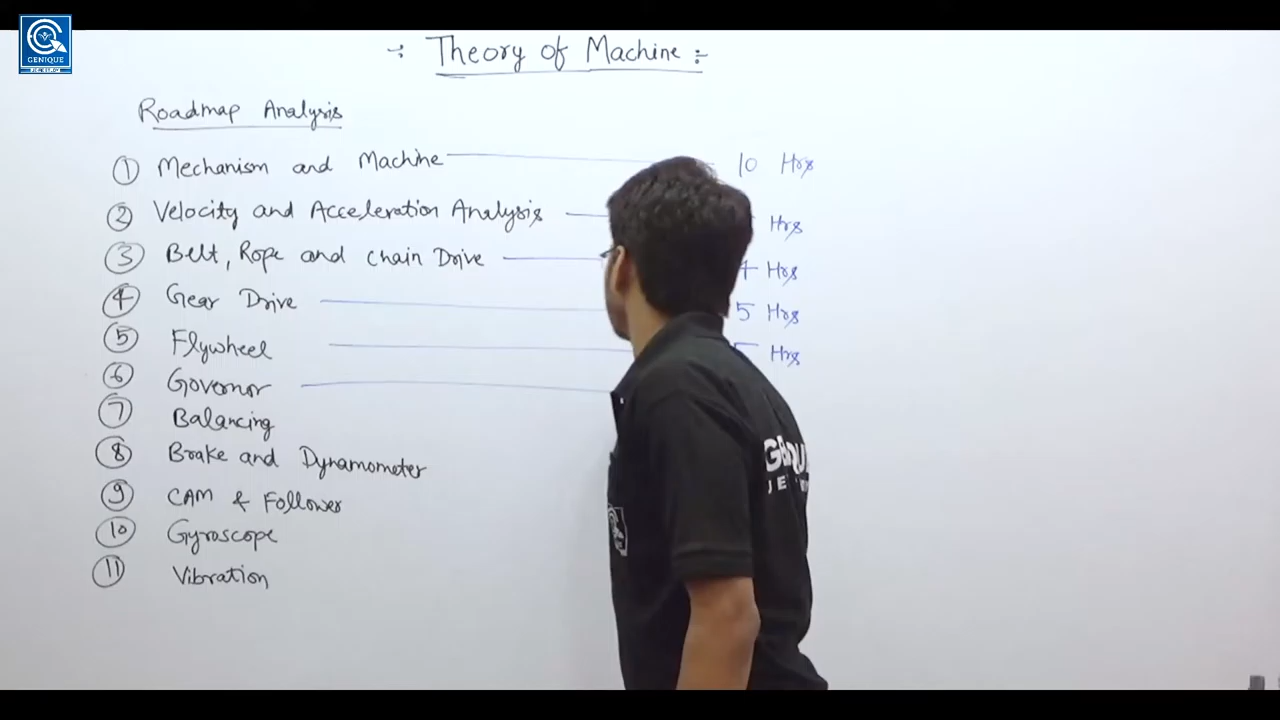 GENIQUE
-: Theory of Machine :-
Roadmap Analysis
① Mechanism and Machine 10 Hrs
② Velocity and Acceleration Analysis Hrs
③ Belt, Rope and chain Drive 4 Hrs
④ Gear Drive 5 Hrs
⑤ Flywheel Hrs
⑥ Governor
⑦ Balancing
⑧ Brake and Dynamometer
⑨ CAM & Follower
⑩ Gyroscope
⑪ Vibration